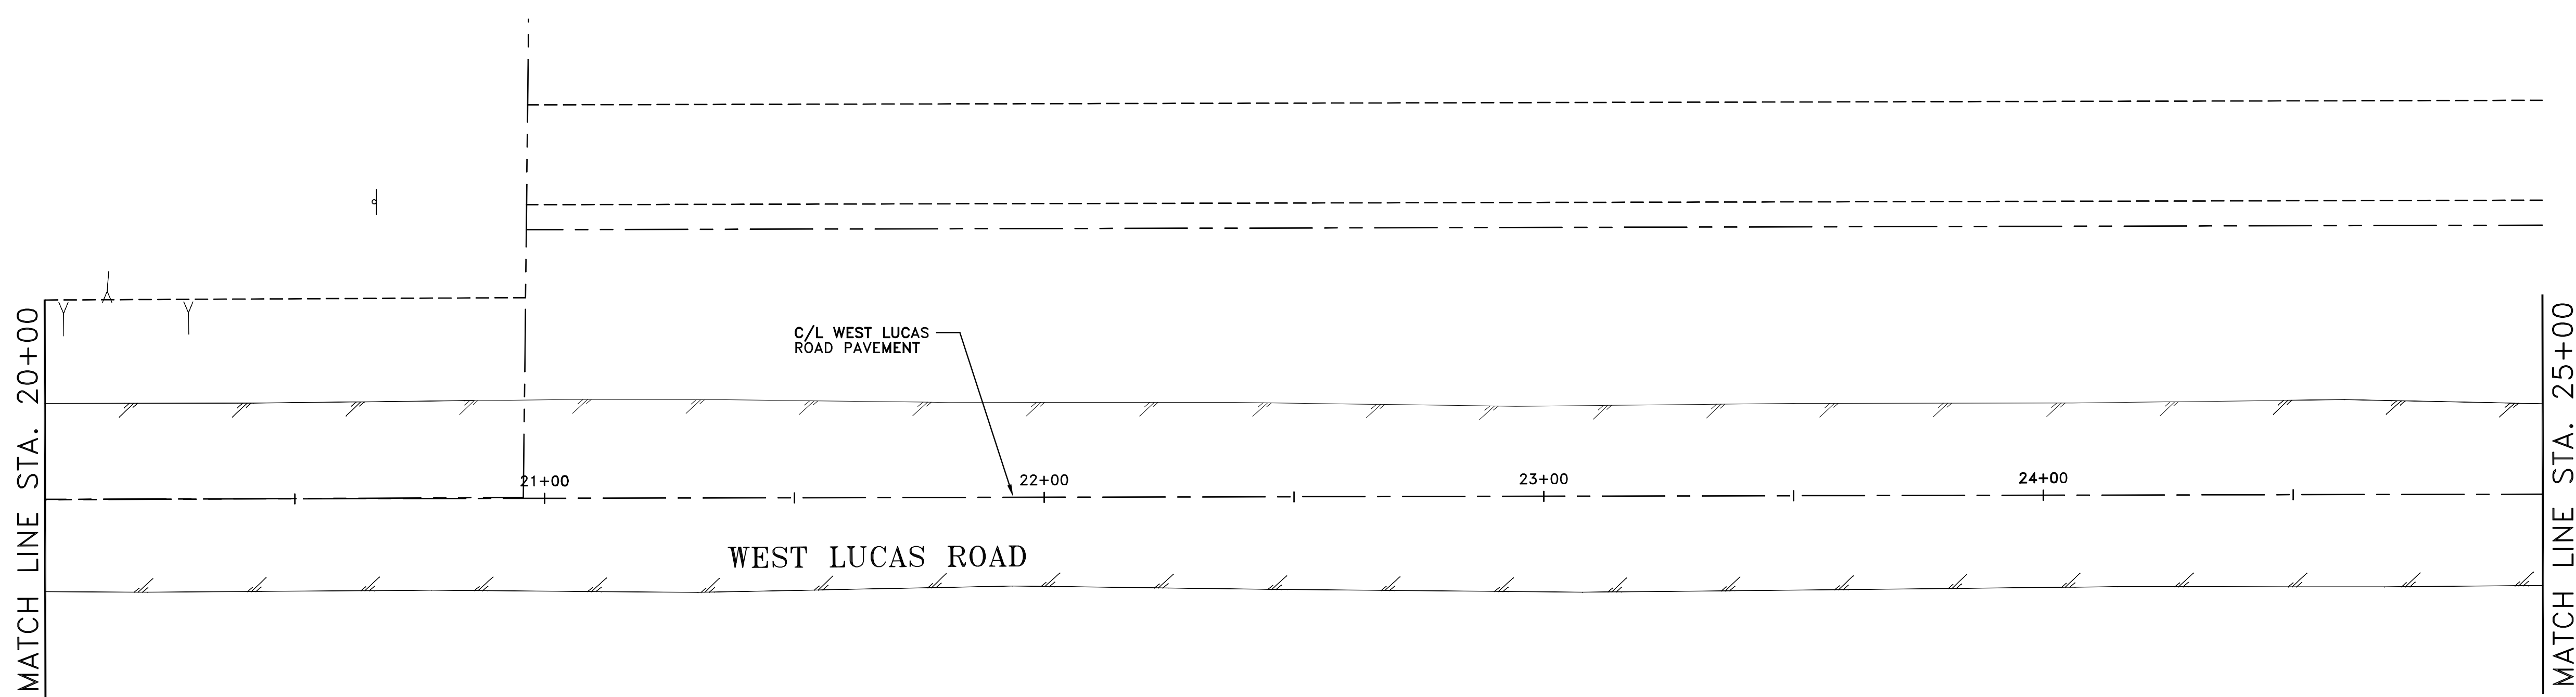 MATCH LINE STA. 20+00
C/L WEST LUCAS
ROAD PAVEMENT
21+00
22+00
23+00
24+00
WEST LUCAS ROAD
MATCH LINE STA. 25+00